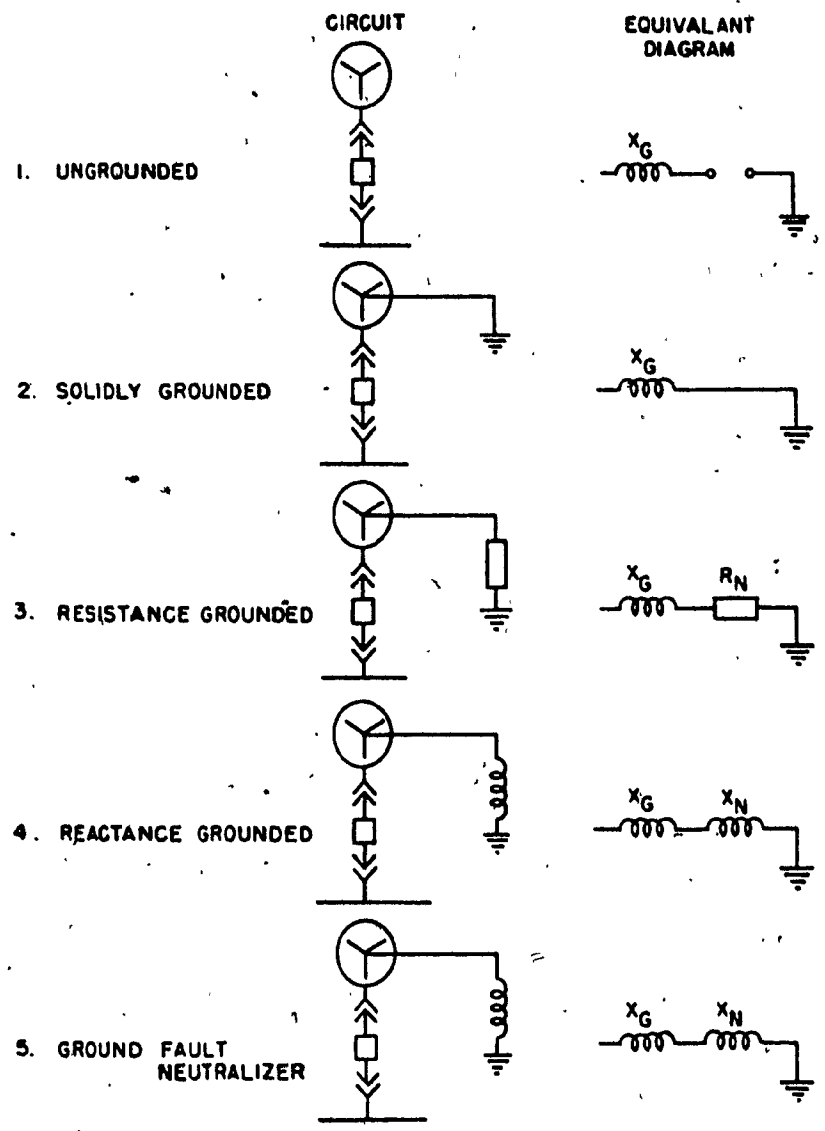 CIRCUIT
EQUIVALANT
DIAGRAM
1. UNGROUNDED
X_G
2. SOLIDLY GROUNDED
X_G
3. RESISTANCE GROUNDED
X_G R_N
4. REACTANCE GROUNDED
X_G X_N
5. GROUND FAULT
NEUTRALIZER
X_G X_N